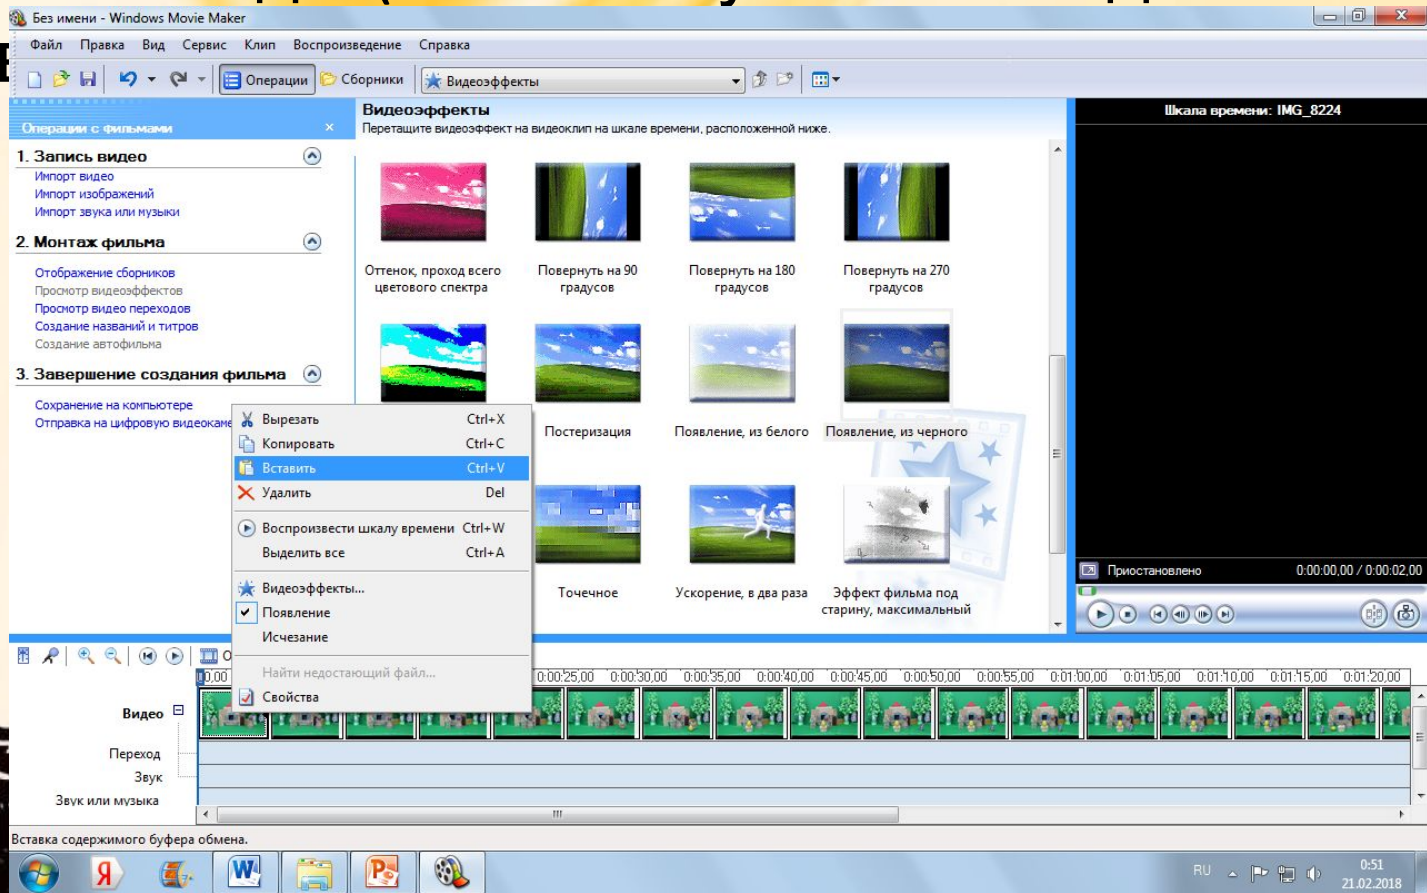 Без имени - Windows Movie Maker
Файл Правка Вид Сервис Клип Воспроизведение Справка
Операции Сборники Видеоэффекты
Операции с фильмами
1. Запись видео
Импорт видео
Импорт изображений
Импорт звука или музыки
2. Монтаж фильма
Отображение сборников
Просмотр видеоэффектов
Просмотр видео переходов
Создание названий и титров
Создание автофильма
3. Завершение создания фильма
Сохранение на компьютере
Отправка на цифровую
Видеоэффекты
Перетащите видеоэффект на видеоклип на шкале времени, расположенной ниже.
Оттенок, проход всего цветового спектра
Повернуть на 90 градусов
Повернуть на 180 градусов
Повернуть на 270 градусов
Постеризация
Появление, из белого
Появление, из черного
Точечное
Ускорение, в два раза
Эффект фильма под старину, максимальный
Шкала времени: IMG_8224
Приостановлено 0:00:00,00 / 0:00:02,00
Вырезать Ctrl+X
Копировать Ctrl+C
Вставить Ctrl+V
Удалить Del
Воспроизвести шкалу времени Ctrl+W
Выделить все Ctrl+A
Видеоэффекты...
Появление
Исчезание
Найти недостающий файл...
Свойства
0:00:25,00 0:00:30,00 0:00:35,00 0:00:40,00 0:00:45,00 0:00:50,00 0:00:55,00 0:01:00,00 0:01:05,00 0:01:10,00 0:01:15,00 0:01:20,00
Видео
Переход
Звук
Звук или музыка
Вставка содержимого буфера обмена.
RU
0:51
21.02.2018